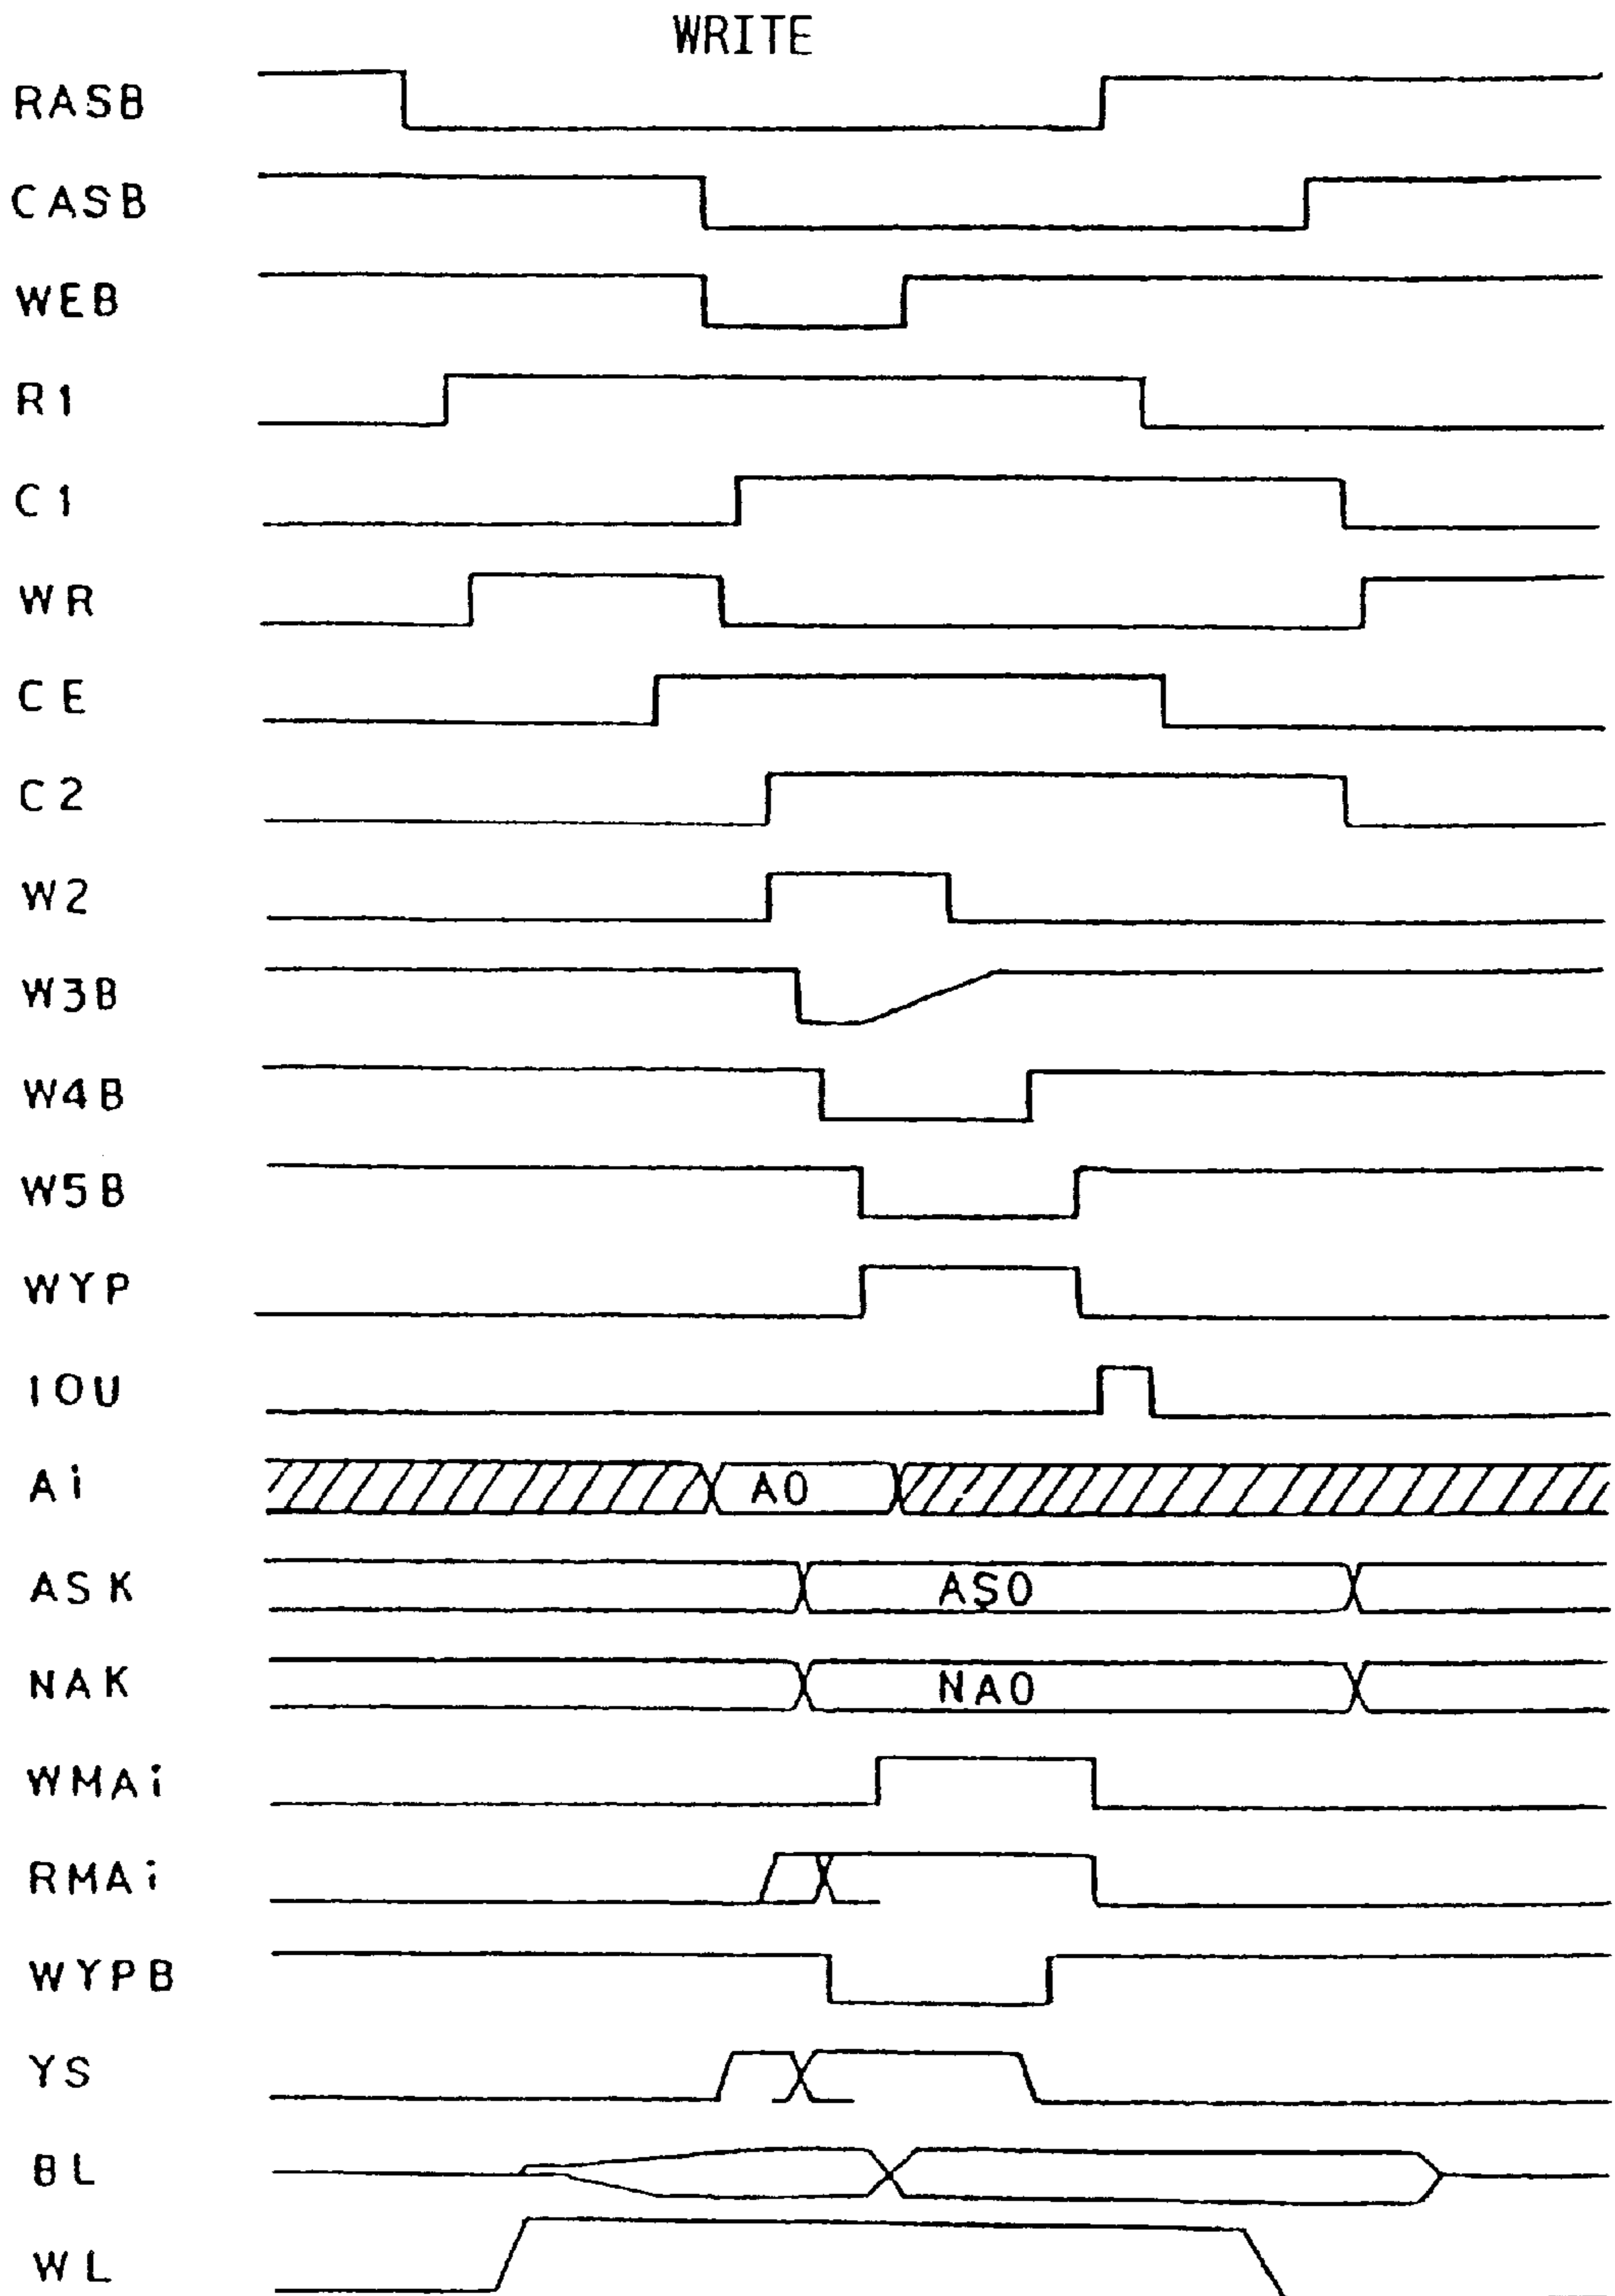 WRITE
RASB
CASB
WEB
R1
C1
WR
CE
C2
W2
W3B
W4B
W5B
WYP
IOU
Ai A0
ASK AS0
NAK NA0
WMAi
RMAi
WYPB
YS
BL
WL